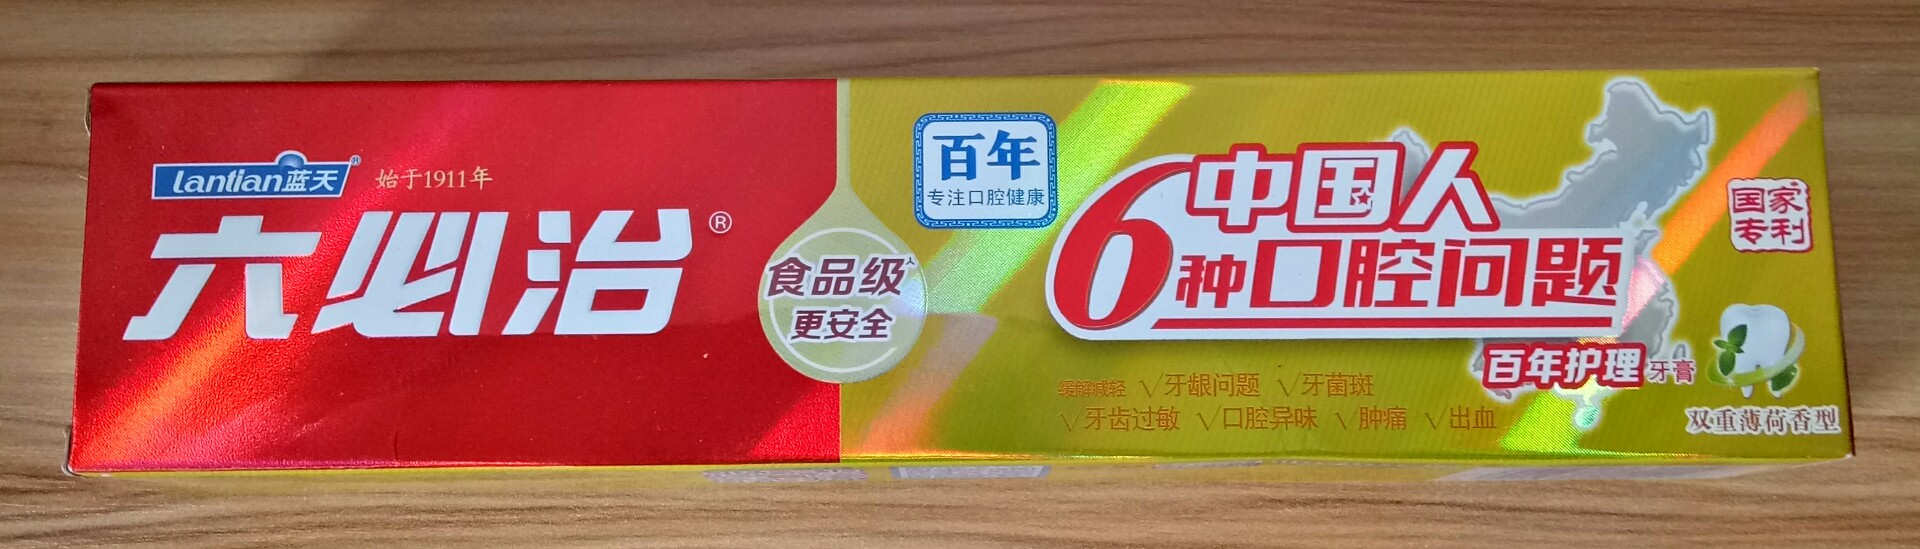 lantian蓝天®
始于1911年
六必治®
食品级
更安全
百年
专注口腔健康
中国人
6种口腔问题
百年护理牙膏
缓解减轻 √牙龈问题 √牙菌斑
√牙齿过敏 √口腔异味 √肿痛 √出血
国家
专利
双重薄荷香型